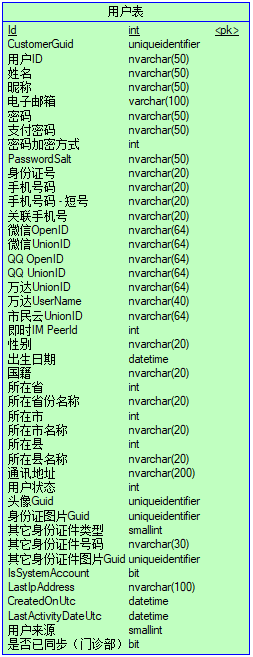 用户表
Id int <pk>
CustomerGuid uniqueidentifier
用户ID nvarchar(50)
姓名 nvarchar(50)
昵称 nvarchar(50)
电子邮箱 varchar(100)
密码 nvarchar(50)
支付密码 nvarchar(50)
密码加密方式 int
PasswordSalt nvarchar(50)
身份证号 nvarchar(20)
手机号码 nvarchar(20)
手机号码 - 短号 nvarchar(20)
关联手机号 nvarchar(20)
微信OpenID nvarchar(64)
微信UnionID nvarchar(64)
QQ OpenID nvarchar(64)
QQ UnionID nvarchar(64)
万达UnionID nvarchar(64)
万达UserName nvarchar(40)
市民云UnionID nvarchar(64)
即时IM PeerId int
性别 nvarchar(20)
出生日期 datetime
国籍 nvarchar(20)
所在省 int
所在省份名称 nvarchar(20)
所在市 int
所在市名称 nvarchar(20)
所在县 int
所在县名称 nvarchar(20)
通讯地址 nvarchar(200)
用户状态 int
头像Guid uniqueidentifier
身份证图片Guid uniqueidentifier
其它身份证件类型 smallint
其它身份证件号码 nvarchar(30)
其它身份证件图片Guid uniqueidentifier
IsSystemAccount bit
LastIpAddress nvarchar(100)
CreatedOnUtc datetime
LastActivityDateUtc datetime
用户来源 smallint
是否已同步（门诊部） bit